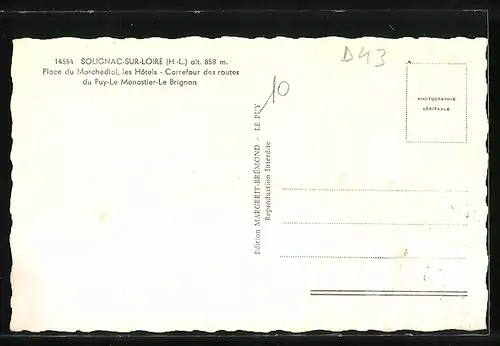 14554 SOLIGNAC-SUR-LOIRE (H-L.) alt. 858 m.
Place du Marchédial, les Hôtels - Carrefour des routes
du Puy-Le Monastier-Le Brignon
D43
10
PHOTOGRAPHIE
VÉRITABLE
Edition MARGERIT-BRÉMOND - LE PUY
Reproduction Interdite